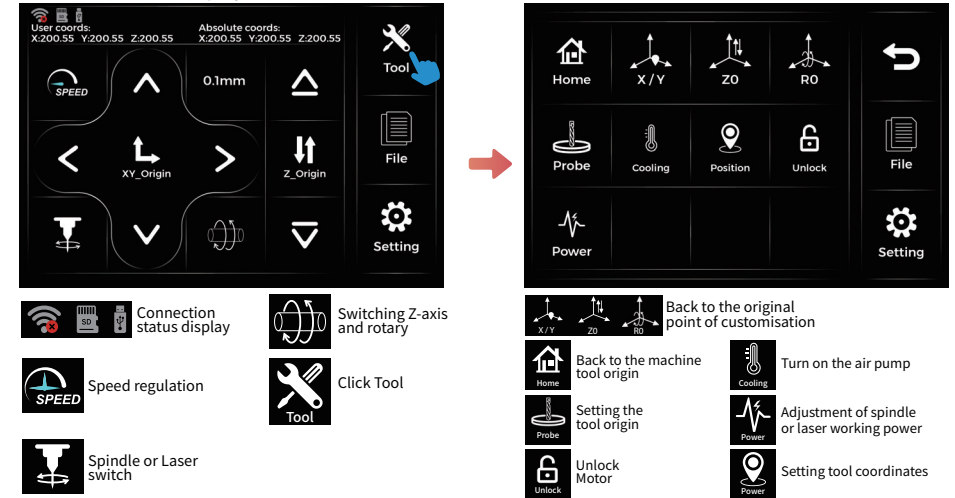 User coords:
X:200.55 Y:200.55 Z:200.55
Absolute coords:
X:200.55 Y:200.55 Z:200.55
Tool
SPEED
0.1mm
XY_Origin
Z_Origin
File
Setting
Home
X / Y
Z0
R0
Probe
Cooling
Position
Unlock
File
Power
Setting
SD
Connection
status display
Switching Z-axis
and rotary
SPEED
Speed regulation
Tool
Click Tool
Spindle or Laser
switch
X / Y
Z0
R0
Back to the original
point of customisation
Home
Back to the machine
tool origin
Cooling
Turn on the air pump
Probe
Setting the
tool origin
Power
Adjustment of spindle
or laser working power
Unlock
Unlock
Motor
Power
Setting tool coordinates